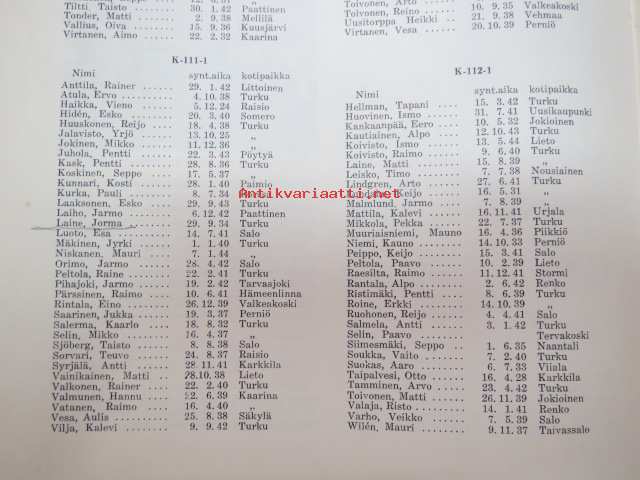 Tiltti, Taisto 30. 1. 42 Paattinen
Tonder, Matti 2. 9. 38 Mellilä
Vallius, Oiva 15. 9. 36 Kuusjärvi
Virtanen, Aimo 22. 2. 32 Kaarina
K-111-1
Nimi synt.aika kotipaikka
Anttila, Rainer 29. 1. 42 Littoinen
Atula, Ervo 4. 10. 38 Turku
Haikka, Vieno 5. 12. 24 Raisio
Hidén, Esko 20. 3. 40 Somero
Huuskonen, Reijo 18. 4. 38 Turku
Jalavisto, Yrjö 13. 10. 25 „
Jokinen, Mikko 11. 12. 36 „
Juhola, Pentti 22. 3. 43 Pöytyä
Kask, Pentti 28. 8. 36 Turku
Koskinen, Seppo 17. 5. 37 „
Kunnari, Kosti 28. 1. 40 Paimio
Kurka, Pauli 8. 7. 34 Turku
Laaksonen, Esko 29. 9. 43 Turku
Laiho, Jarmo 6. 12. 42 Paattinen
Laine, Jorma 29. 9. 34 Turku
Luoto, Esa 14. 7. 41 Salo
Mäkinen, Jyrki 1. 1. 40 Turku
Niskanen, Mauri 7. 1. 44 „
Orimo, Jarmo 28. 4. 42 Salo
Peltola, Raine 22. 2. 41 Turku
Pihajoki, Jarmo 19. 2. 42 Tarvasjoki
Pärssinen, Raimo 10. 6. 41 Hämeenlinna
Rintala, Eino 29. 12. 39 Valkeakoski
Saarinen, Jukka 19. 3. 37 Perniö
Salerma, Kaarlo 18. 8. 32 Turku
Selin, Mikko 16. 4. 37 „
Sjöberg, Taisto 8. 8. 38 Salo
Sorvari, Teuvo 24. 8. 37 Raisio
Syrjälä, Antti 28. 11. 41 Karkkila
Vainikainen, Matti 28. 10. 38 Lieto
Valkonen, Rainer 22. 2. 40 Turku
Valmunen, Hannu 22. 6. 39 Kaarina
Vatanen, Raimo 16. 4. 40 „
Vesa, Aulis 25. 8. 38 Säkylä
Vilja, Kalevi 9. 9. 42 Turku
Toivonen, Arto 10. 9. 35 Valkeakoski
Toivonen, Reino 21. 9. 38 Vehmaa
Uusitorppa Heikki 20. 10. 39 Perniö
Virtanen, Vesa
K-112-1
Nimi synt.aika kotipaikka
Hellman, Tapani 15. 3. 42 Turku
Huovinen, Ismo 31. 7. 41 Uusikaupunki
Kankaanpää, Eero 10. 5. 32 Jokioinen
Kautiainen, Alpo 12. 10. 43 Turku
Koivisto, Ismo 13. 5. 44 Lieto
Koivisto, Raimo 9. 6. 40 Turku
Laine, Matti 15. 8. 39 „
Leisko, Timo 7. 7. 38 Nousiainen
Lindgren, Arto 27. 6. 41 Turku
Keijo 16. 5. 31 „
Malmlund, Jarmo 7. 8. 39 „
Mattila, Kalevi 16. 11. 41 Urjala
Mikkola, Pekka 22. 7. 37 Turku
Muuriaisniemi, Mauno 16. 4. 36 Piikkiö
Niemi, Kauno 14. 10. 33 Perniö
Peippo, Keijo 15. 3. 41 Salo
Peltola, Paavo 10. 2. 39 Lieto
Raesilta, Raimo 11. 12. 41 Stormi
Rantala, Alpo 2. 6. 42 Renko
Ristimäki, Pentti 8. 6. 39 Turku
Roine, Erkki 14. 10. 39 „
Ruohonen, Reijo 4. 4. 41 Salo
Salmela, Antti 3. 1. 42 Turku
Selin, Paavo Tervakoski
Siimesmäki, Seppo 1. 6. 35 Naantali
Soukka, Vaito 7. 2. 40 Turku
Suokas, Aaro 6. 7. 33 Viiala
Taipalvesi, Otto 16. 4. 28 Karkkila
Tamminen, Arvo 23. 4. 42 Turku
Toivonen, Matti 26. 11. 39 Jokioinen
Valaja, Risto 14. 1. 41 Renko
Varho, Veikko 7. 5. 39 Salo
Wilén, Mauri 9. 11. 37 Taivassalo
Antikvariaatti.net